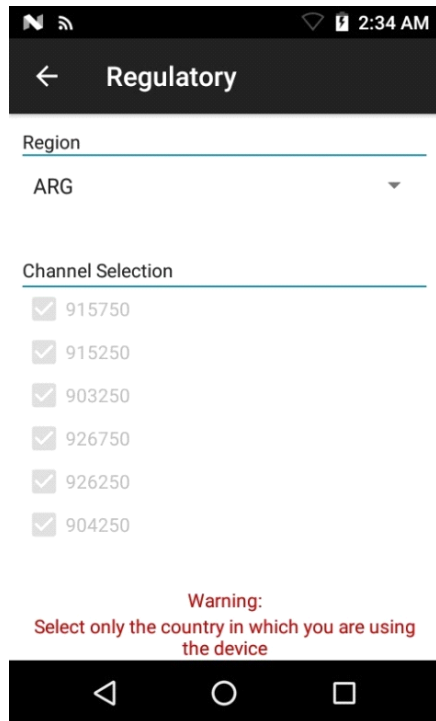 2:34 AM
Regulatory
Region
ARG
Channel Selection
915750
915250
903250
926750
926250
904250
Warning:
Select only the country in which you are using
the device